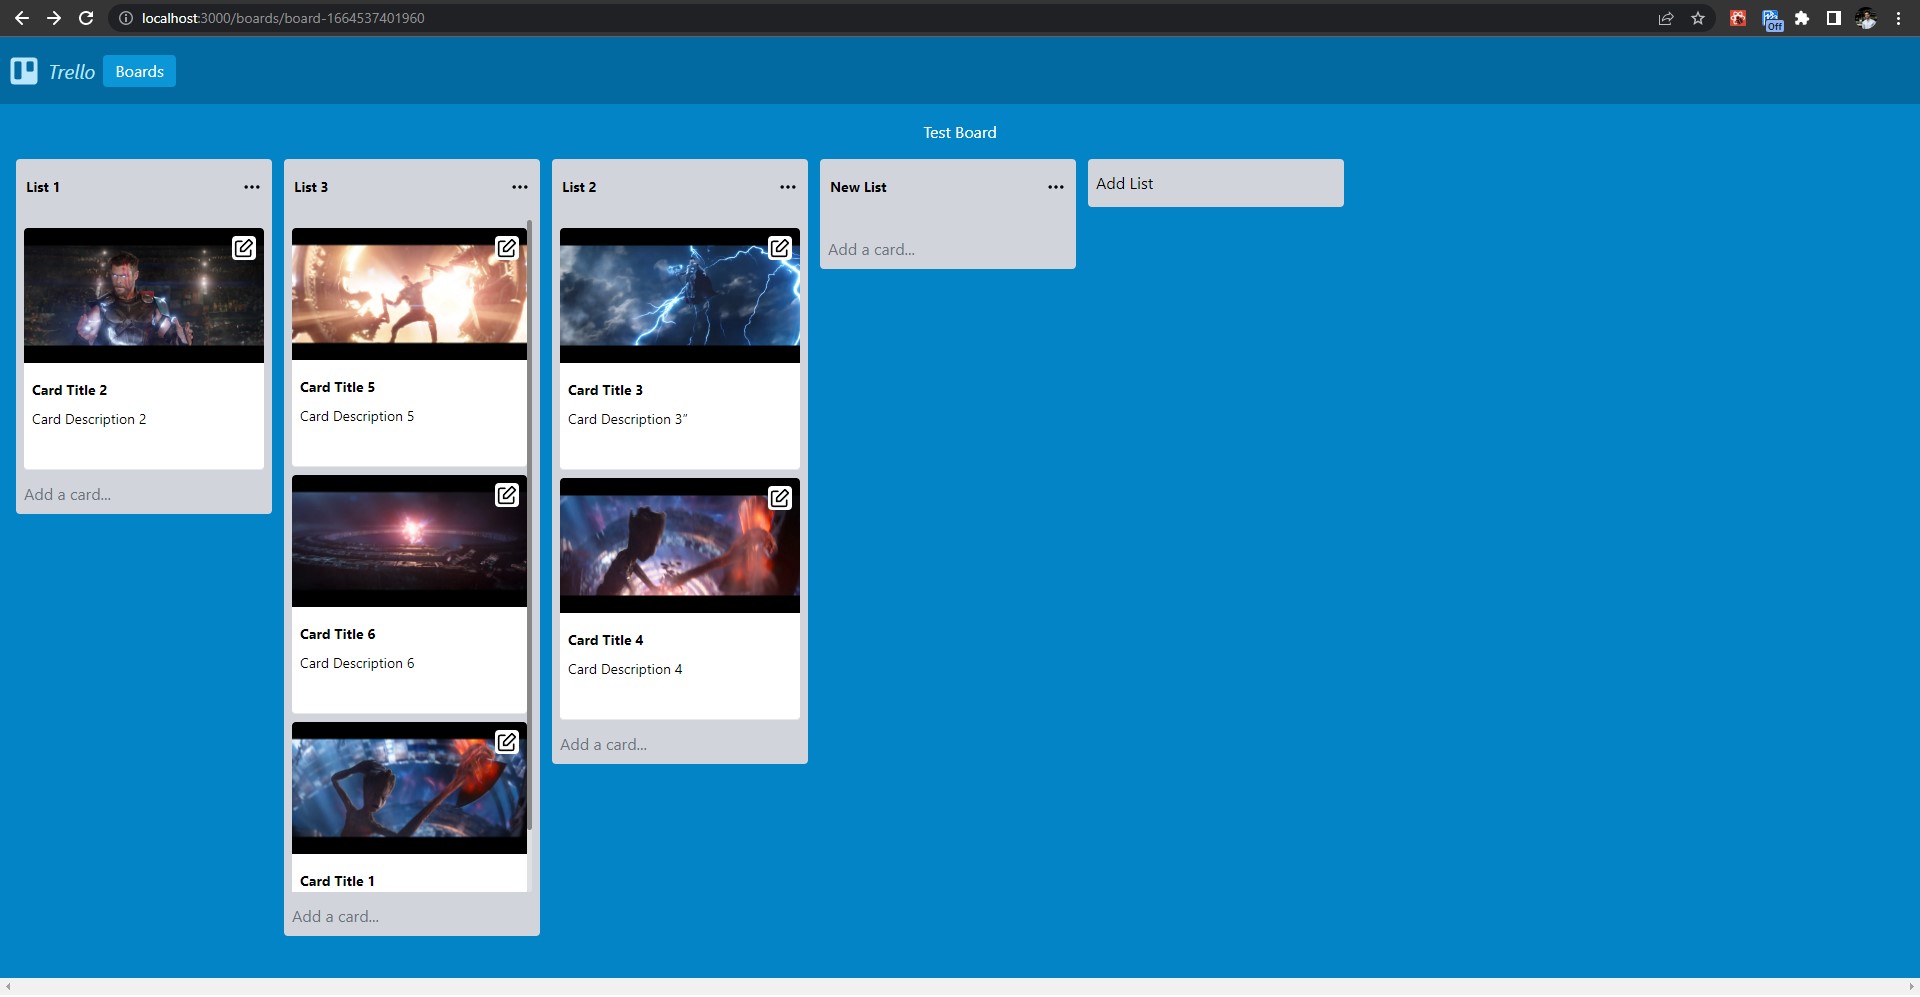 localhost:3000/boards/board-1664537401960
Off
Trello
Boards
Test Board
List 1
Card Title 2
Card Description 2
Add a card...
List 3
Card Title 5
Card Description 5
Card Title 6
Card Description 6
Card Title 1
Add a card...
List 2
Card Title 3
Card Description 3"
Card Title 4
Card Description 4
Add a card...
New List
Add a card...
Add List